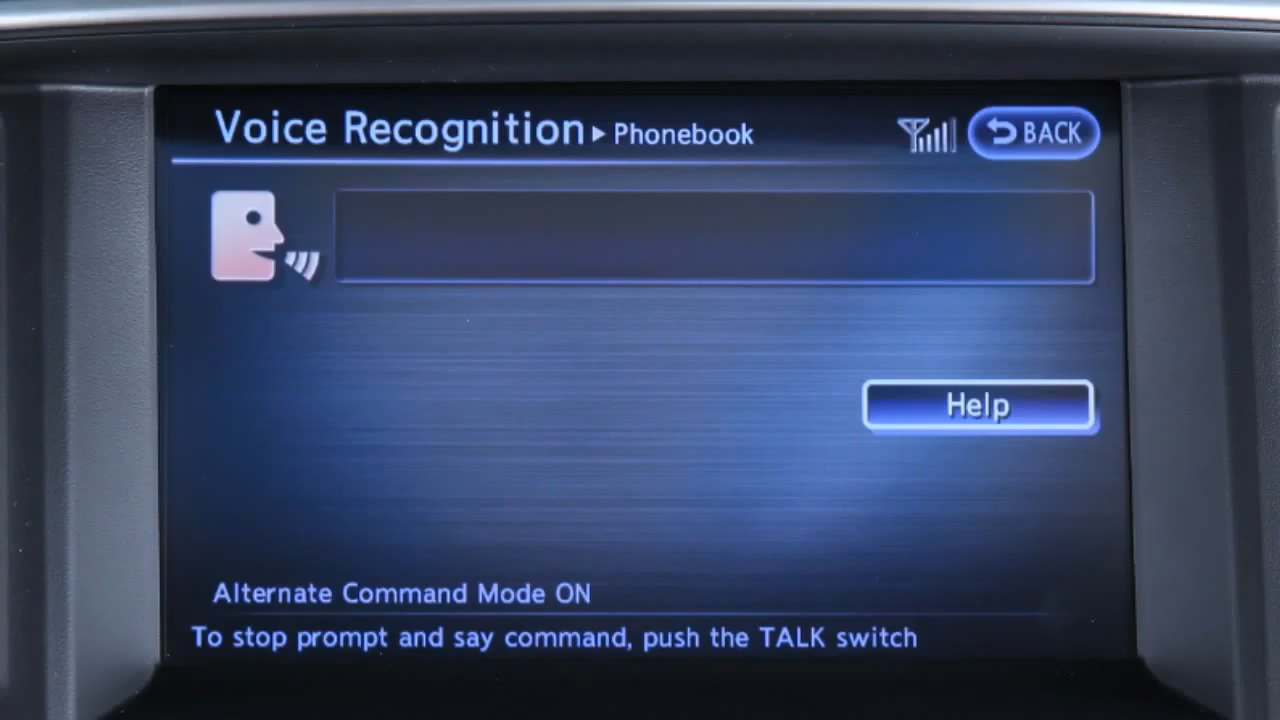 Voice Recognition ▶ Phonebook
BACK
Help
Alternate Command Mode ON
To stop prompt and say command, push the TALK switch